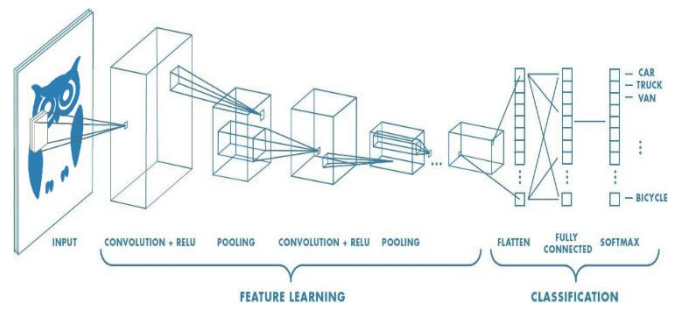 CAR
TRUCK
VAN
BICYCLE
INPUT
CONVOLUTION + RELU
POOLING
CONVOLUTION + RELU
POOLING
FLATTEN
FULLY
CONNECTED
SOFTMAX
FEATURE LEARNING
CLASSIFICATION